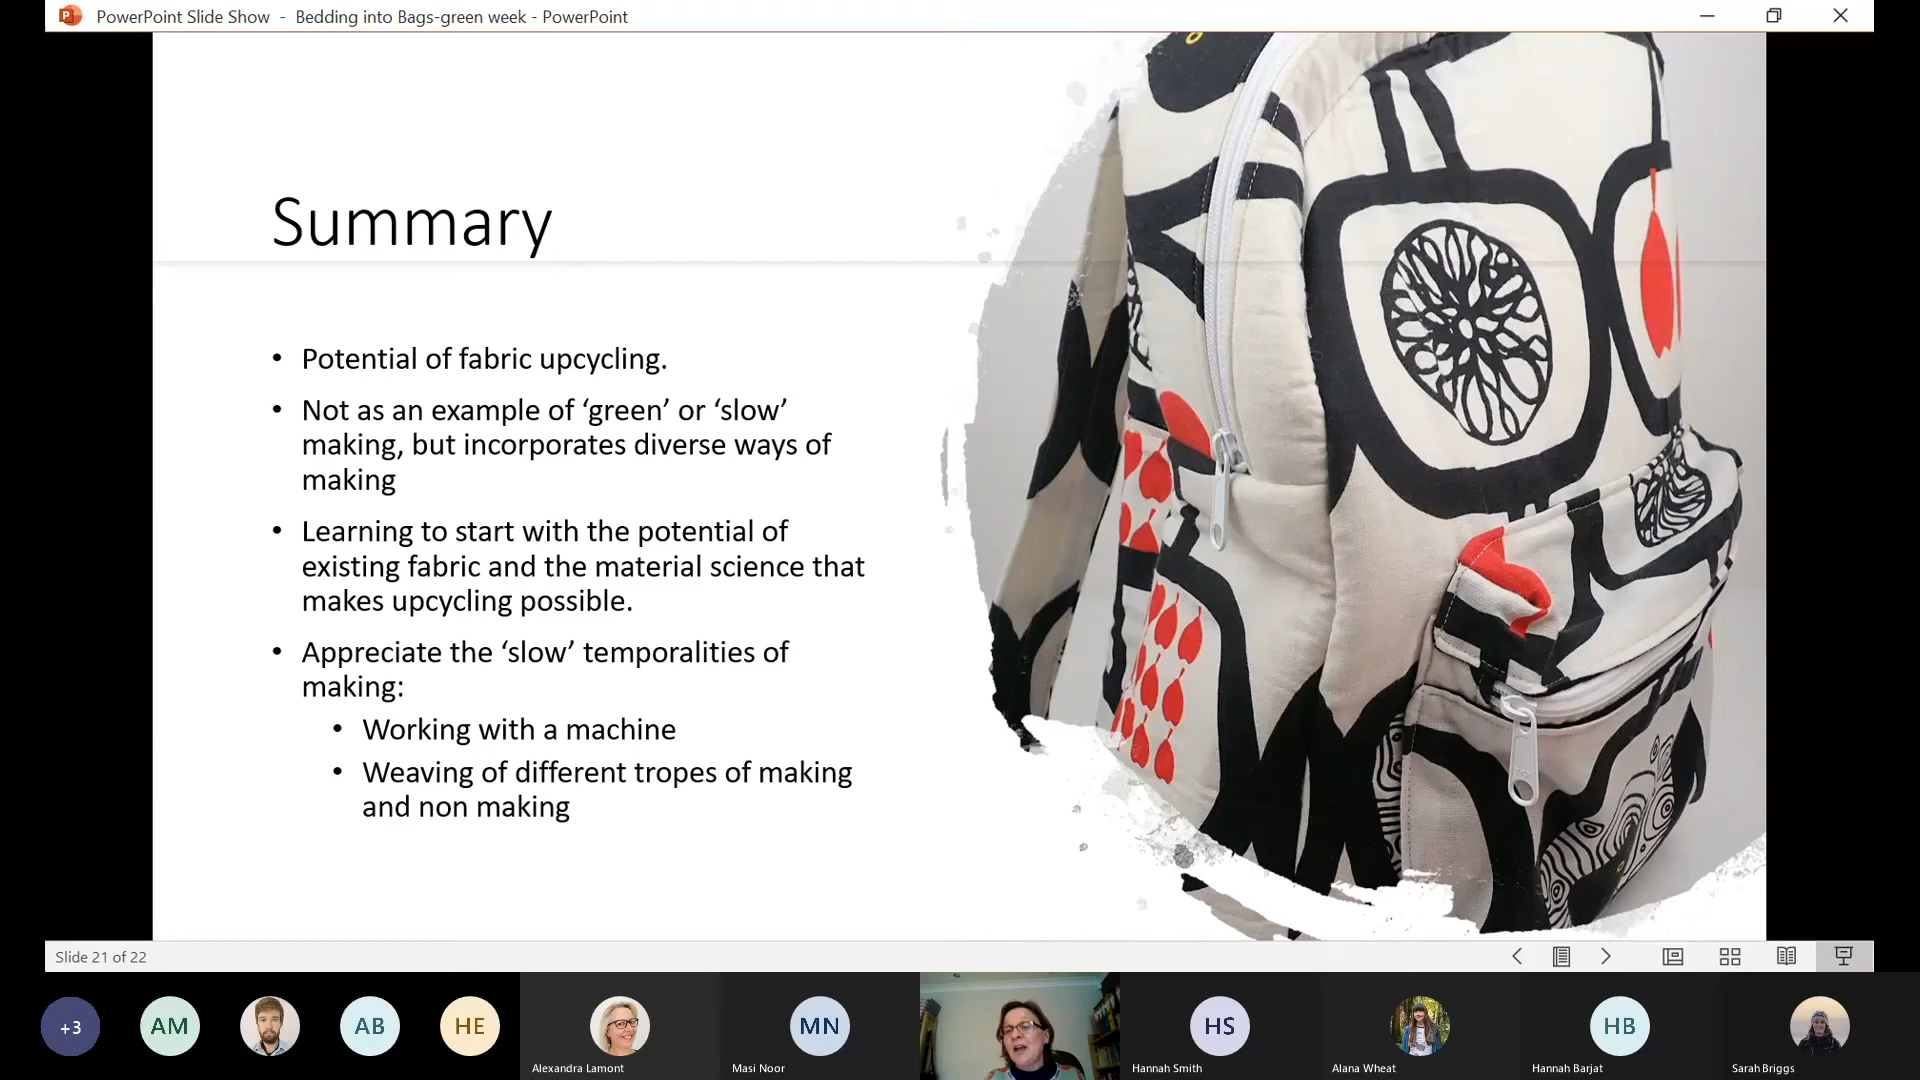 PowerPoint Slide Show - Bedding into Bags-green week - PowerPoint
Summary
• Potential of fabric upcycling.
• Not as an example of ‘green’ or ‘slow’
making, but incorporates diverse ways of
making
• Learning to start with the potential of
existing fabric and the material science that
makes upcycling possible.
• Appreciate the ‘slow’ temporalities of
making:
• Working with a machine
• Weaving of different tropes of making
and non making
Slide 21 of 22
+3
AM
AB
HE
Alexandra Lamont
MN
Masi Noor
HS
Hannah Smith
Alana Wheat
HB
Hannah Barjat
Sarah Briggs